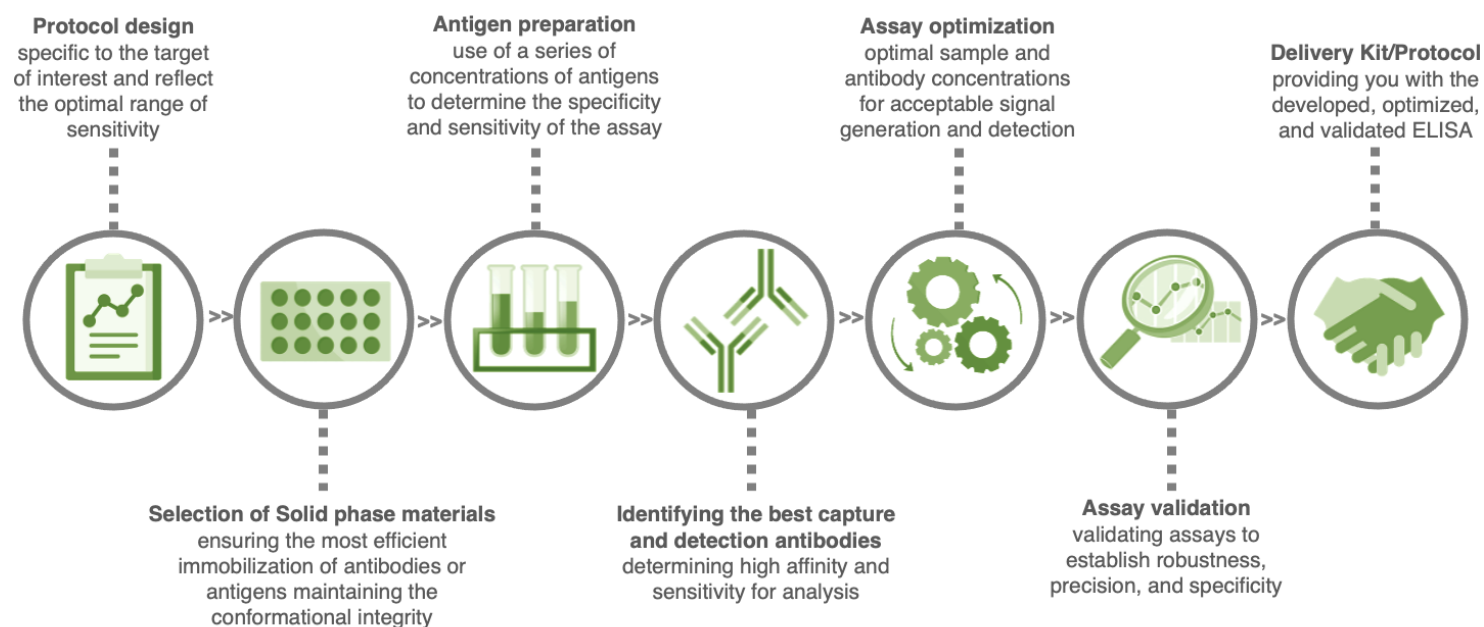 Protocol design
specific to the target
of interest and reflect
the optimal range of
sensitivity
Antigen preparation
use of a series of
concentrations of antigens
to determine the specificity
and sensitivity of the assay
Assay optimization
optimal sample and
antibody concentrations
for acceptable signal
generation and detection
Delivery Kit/Protocol
providing you with the
developed, optimized,
and validated ELISA
>>
>>
>>
>>
>>
>>
Selection of Solid phase materials
ensuring the most efficient
immobilization of antibodies or
antigens maintaining the
conformational integrity
Identifying the best capture
and detection antibodies
determining high affinity and
sensitivity for analysis
Assay validation
validating assays to
establish robustness,
precision, and specificity